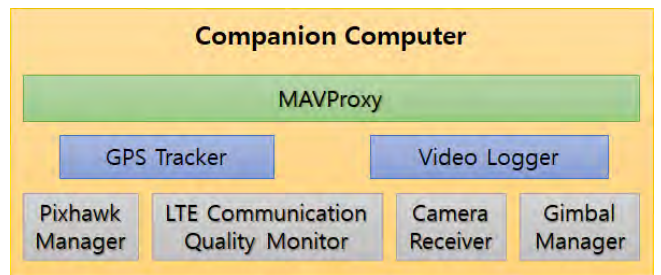 Companion Computer
MAVProxy
GPS Tracker
Video Logger
Pixhawk
Manager
LTE Communication
Quality Monitor
Camera
Receiver
Gimbal
Manager